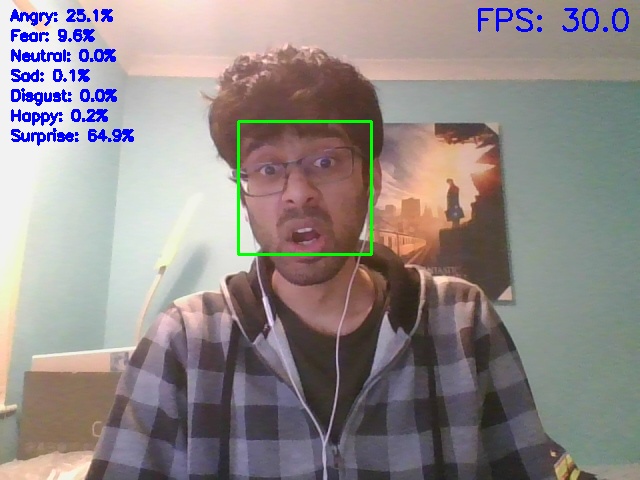 Angry: 25.1%
FPS: 30.0
Fear: 9.6%
Neutral: 0.0%
Sad: 0.1%
Disgust: 0.0%
Happy: 0.2%
Surprise: 64.9%